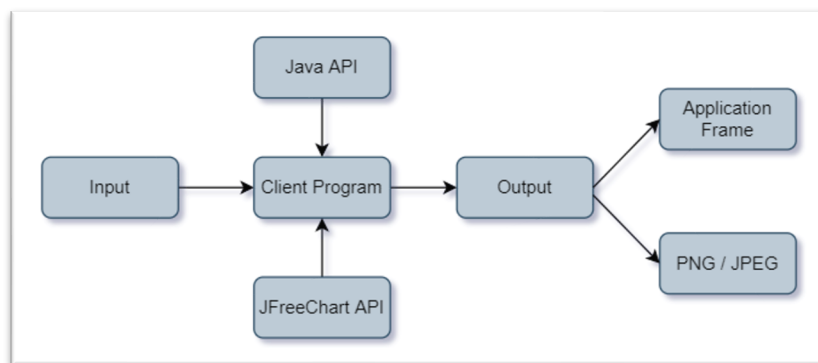 Java API
Application
Frame
Input
Client Program
Output
PNG / JPEG
JFreeChart API